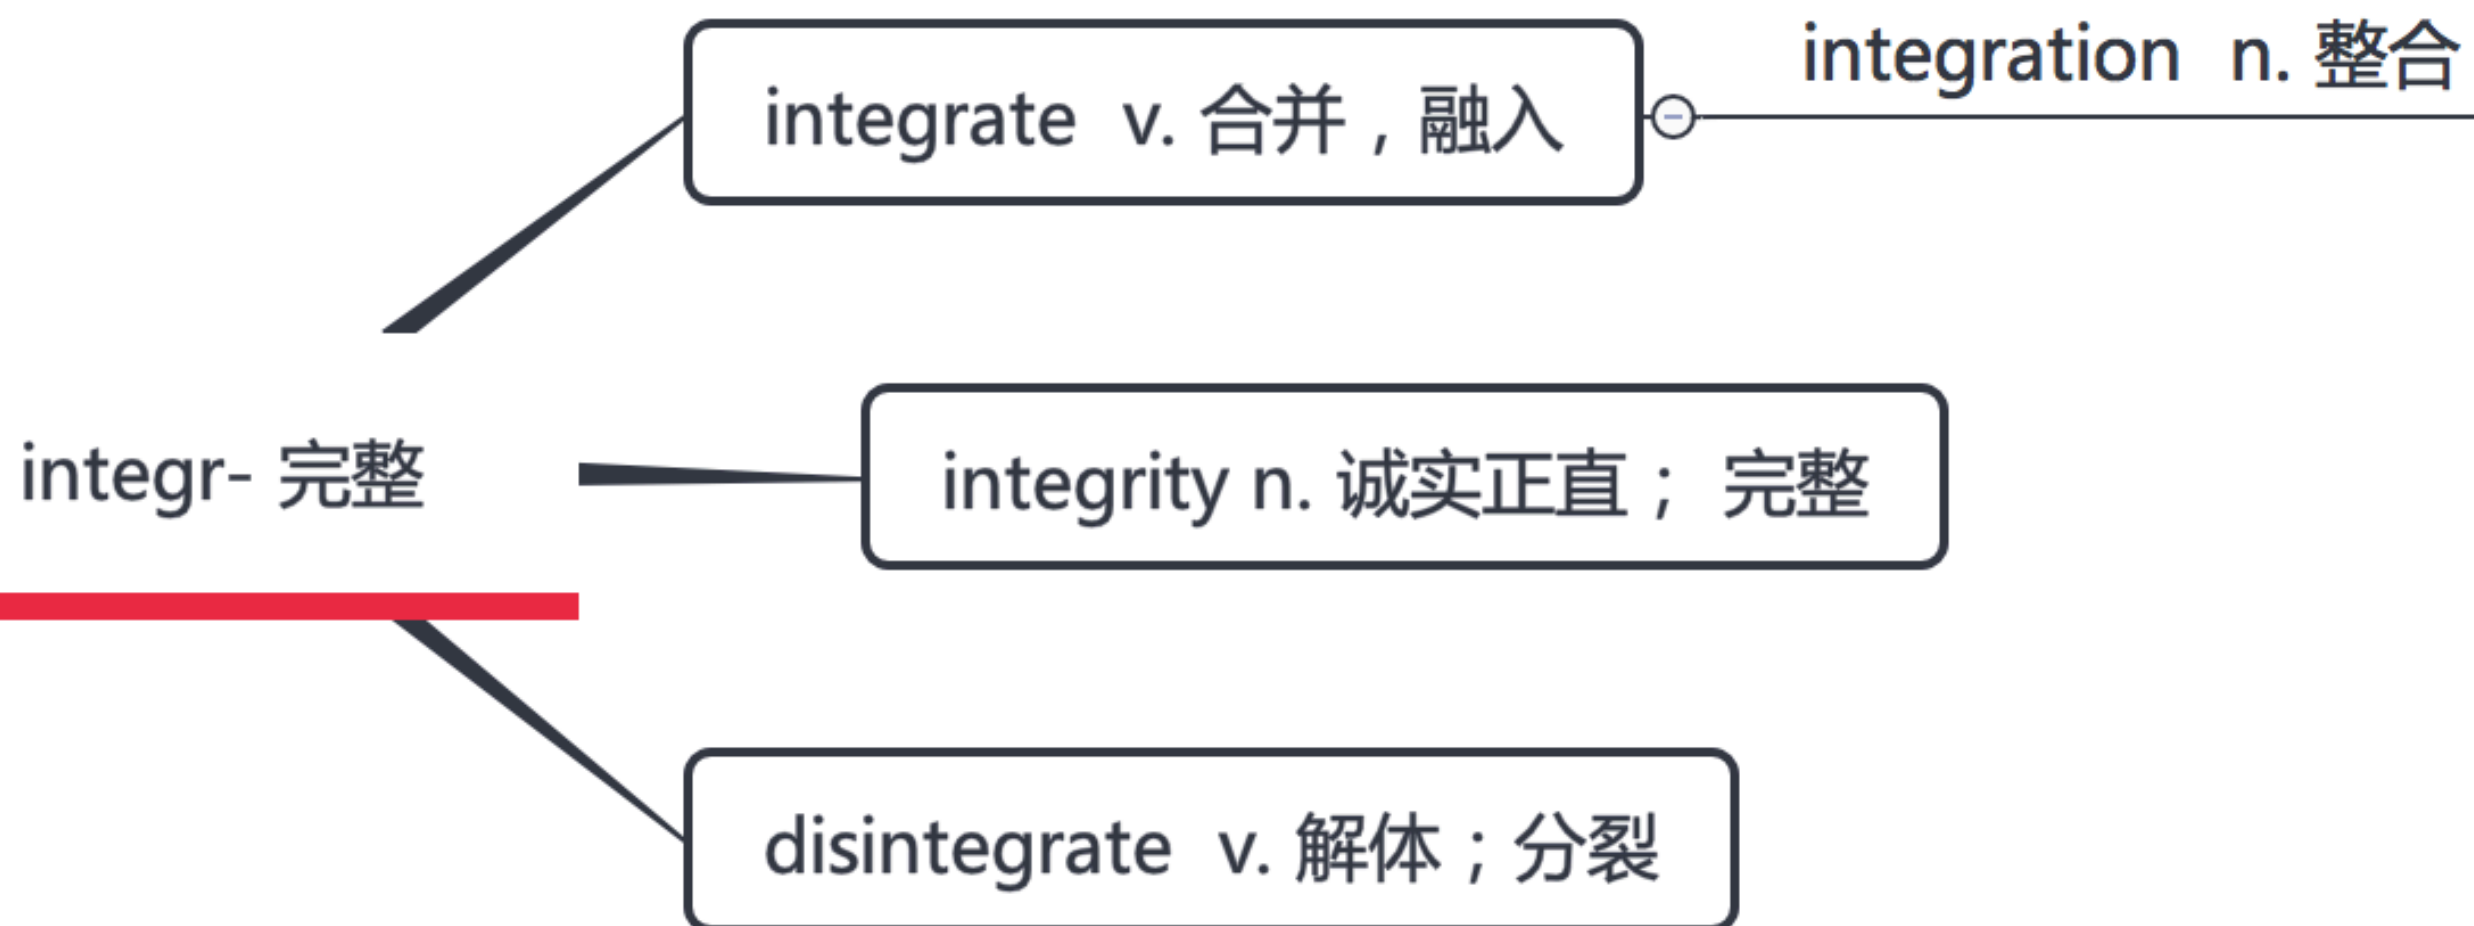 integration n. 整合
integrate v. 合并，融入
integr- 完整
integrity n. 诚实正直； 完整
disintegrate v. 解体；分裂